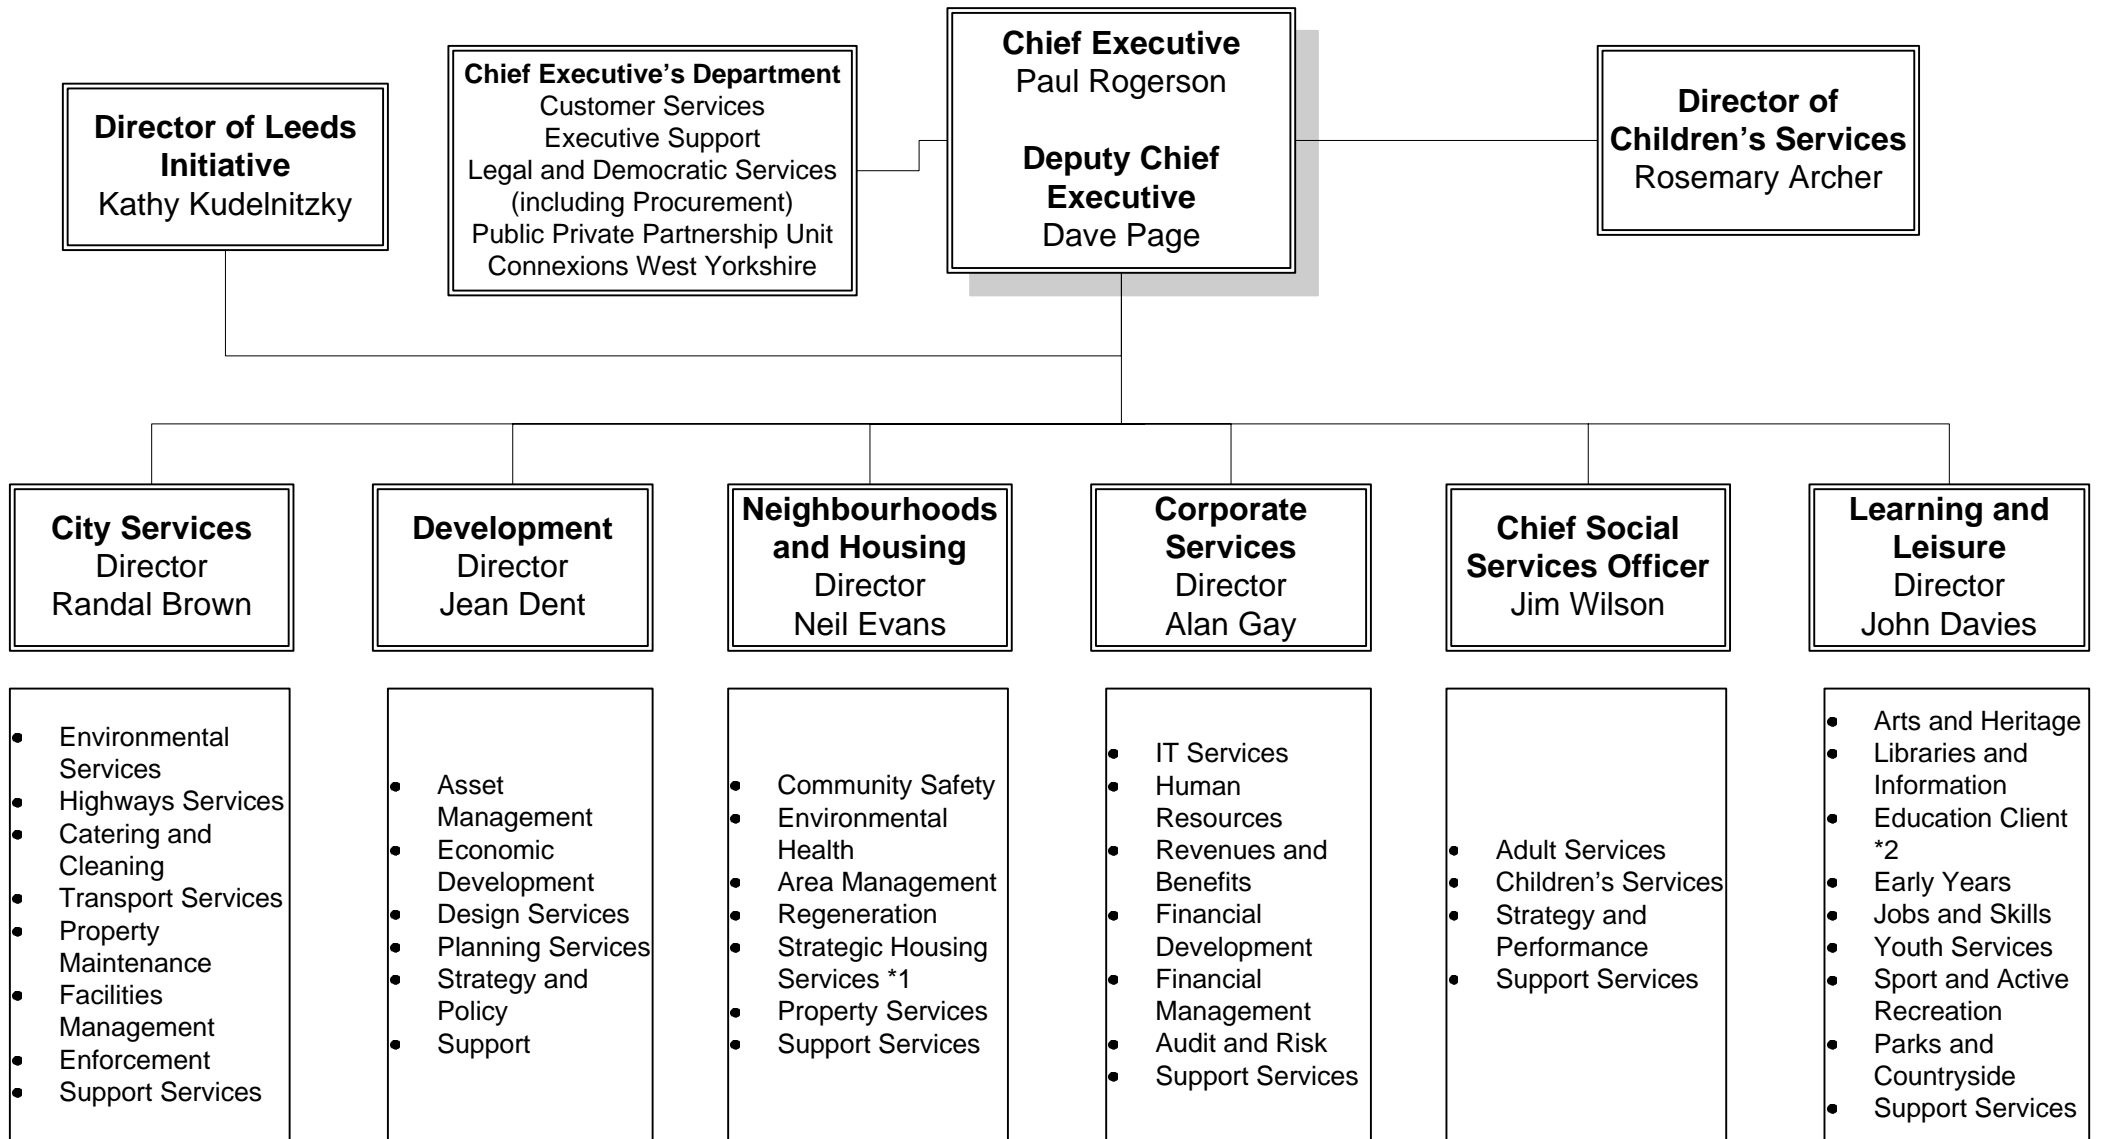 Director of Leeds
Initiative
Kathy Kudelnitzky
Chief Executive's Department
Customer Services
Executive Support
Legal and Democratic Services
(including Procurement)
Public Private Partnership Unit
Connexions West Yorkshire
Chief Executive
Paul Rogerson
Deputy Chief
Executive
Dave Page
Director of
Children's Services
Rosemary Archer
City Services
Director
Randal Brown
Development
Director
Jean Dent
Neighbourhoods
and Housing
Director
Neil Evans
Corporate
Services
Director
Alan Gay
Chief Social
Services Officer
Jim Wilson
Learning and
Leisure
Director
John Davies
• Environmental
Services
• Highways Services
• Catering and
Cleaning
• Transport Services
• Property
Maintenance
• Facilities
Management
• Enforcement
• Support Services
• Asset
Management
• Economic
Development
• Design Services
• Planning Services
• Strategy and
Policy
• Support
• Community Safety
• Environmental
Health
• Area Management
• Regeneration
• Strategic Housing
Services *1
• Property Services
• Support Services
• IT Services
• Human
Resources
• Revenues and
Benefits
• Financial
Development
• Financial
Management
• Audit and Risk
• Support Services
• Adult Services
• Children's Services
• Strategy and
Performance
• Support Services
• Arts and Heritage
• Libraries and
Information
• Education Client
*2
• Early Years
• Jobs and Skills
• Youth Services
• Sport and Active
Recreation
• Parks and
Countryside
• Support Services